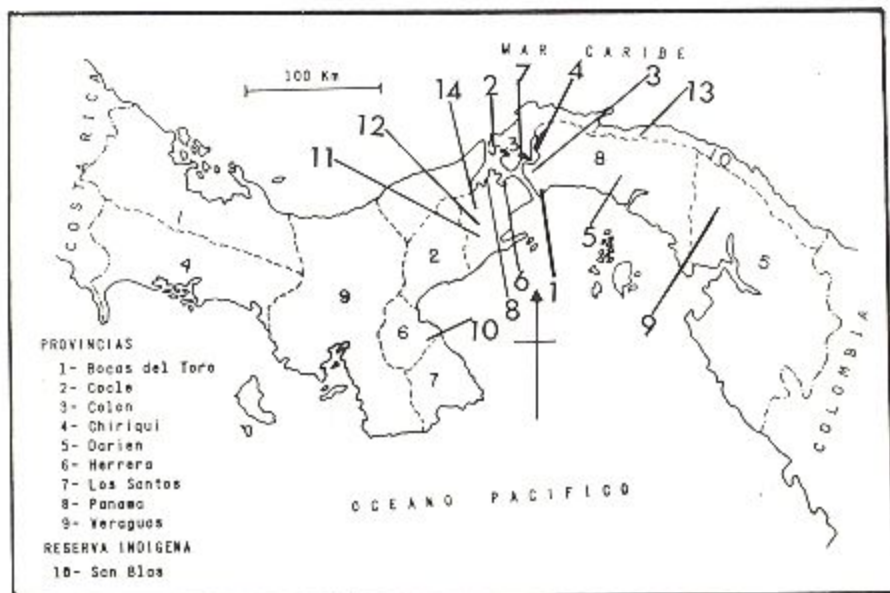 MAR CARIBE
100 Km
2 7 4 3
14 13
12
11
3
8
10
COSTA RICA
1
5
4
2
5
9
6
8
1
9
6
10
7
COLOMBIA
OCEANO PACIFICO
PROVINCIAS
1- Bocas del Toro
2- Cocle
3- Colon
4- Chiriqui
5- Darien
6- Herrera
7- Los Santos
8- Panama
9- Veraguas
RESERVA INDIGENA
10- San Blas